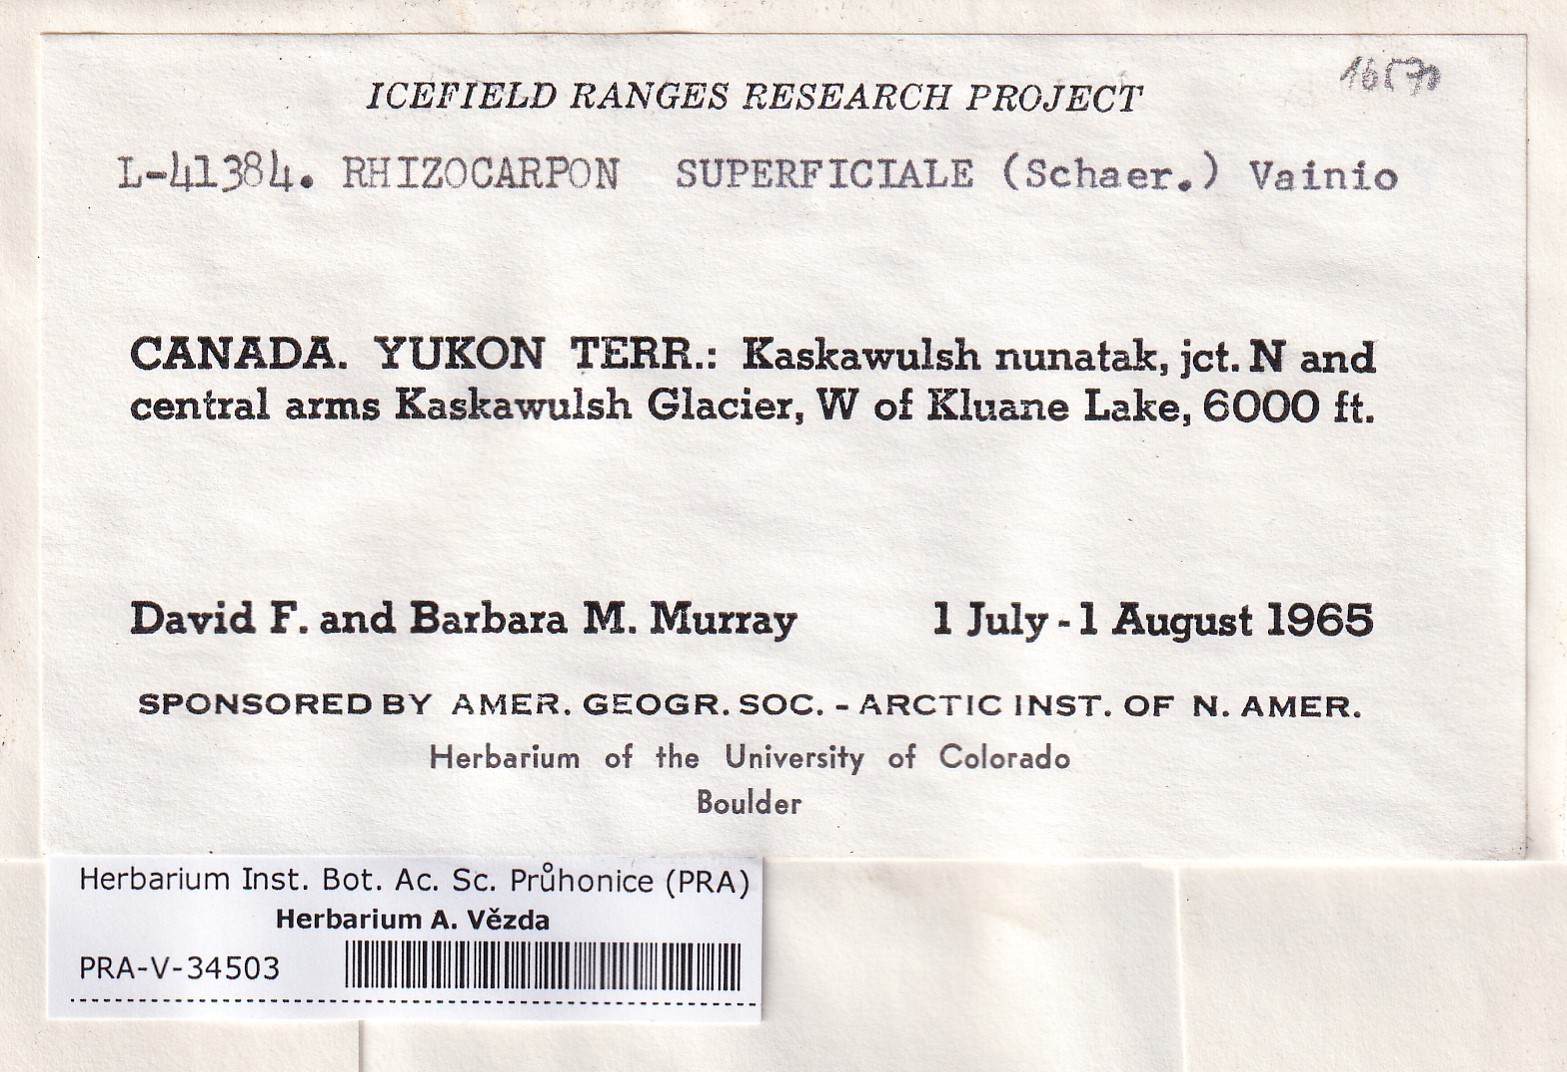 ICEFIELD RANGES RESEARCH PROJECT
L-41384. RHIZOCARPON SUPERFICIALE (Schaer.) Vainio
CANADA. YUKON TERR.: Kaskawulsh nunatak, jct. N and
central arms Kaskawulsh Glacier, W of Kluane Lake, 6000 ft.
David F. and Barbara M. Murray 1 July - 1 August 1965
SPONSORED BY AMER. GEOGR. SOC. - ARCTIC INST. OF N. AMER.
Herbarium of the University of Colorado
Boulder
Herbarium Inst. Bot. Ac. Sc. Průhonice (PRA)
Herbarium A. Vězda
PRA-V-34503